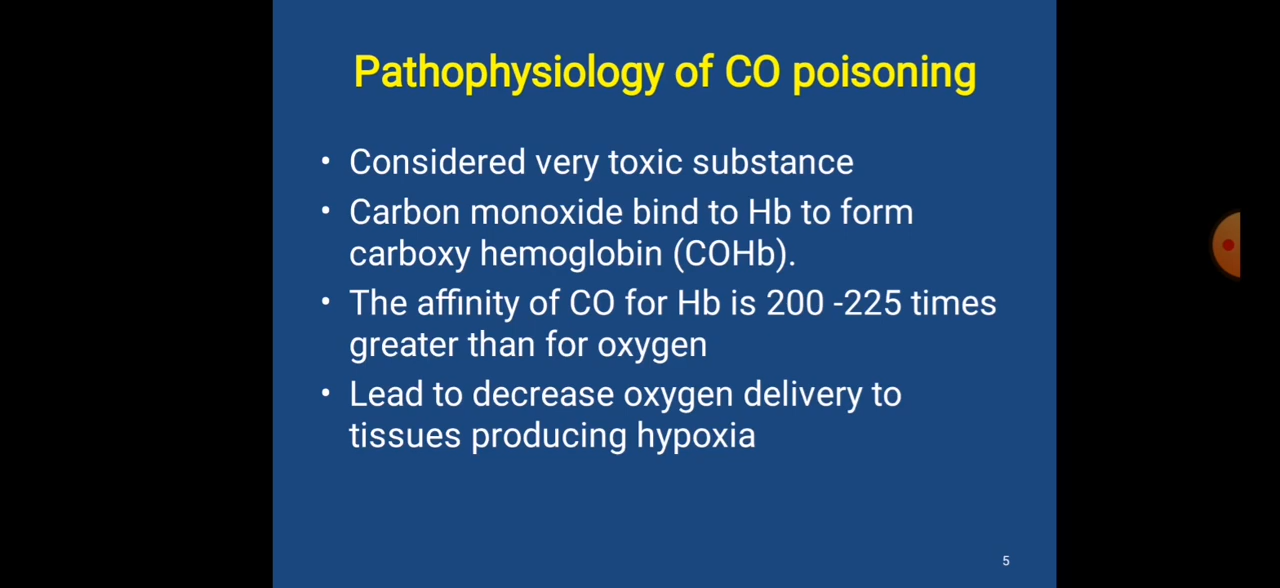 Pathophysiology of CO poisoning
• Considered very toxic substance
• Carbon monoxide bind to Hb to form
carboxy hemoglobin (COHb).
• The affinity of CO for Hb is 200 -225 times
greater than for oxygen
• Lead to decrease oxygen delivery to
tissues producing hypoxia
5